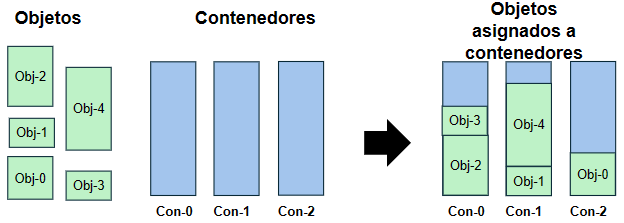 Objetos
Contenedores
Objetos
asignados a
contenedores
Obj-2
Obj-4
Obj-1
Obj-0
Obj-3
Con-0
Con-1
Con-2
Obj-3
Obj-2
Obj-4
Obj-1
Obj-0
Con-0
Con-1
Con-2